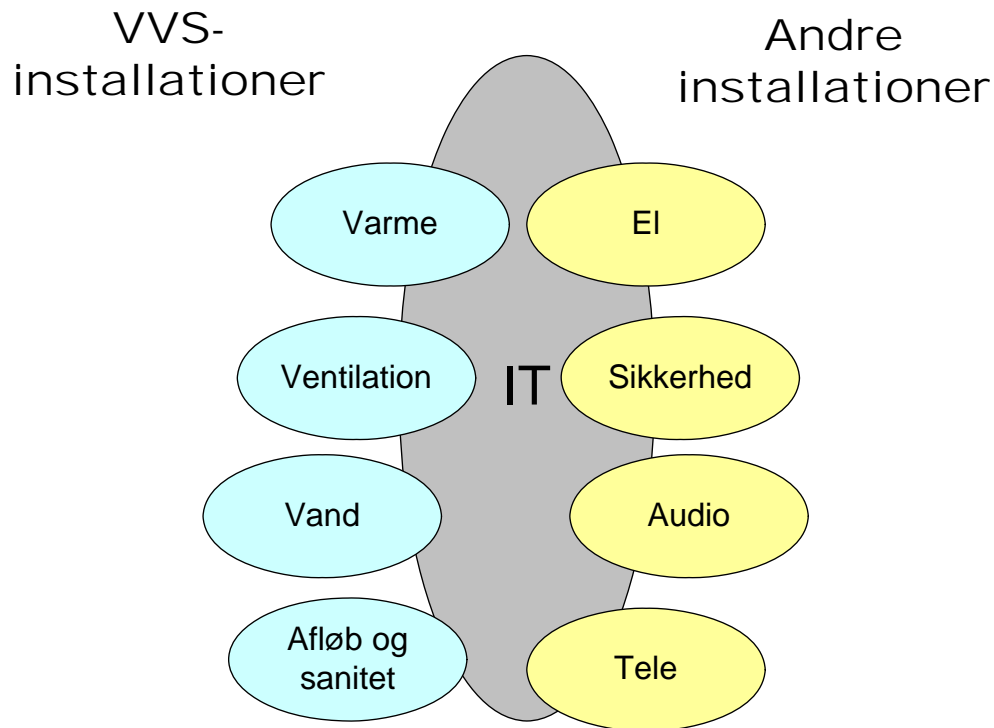 VVS-
installationer
Andre
installationer
Varme
El
Ventilation
IT
Sikkerhed
Vand
Audio
Afløb og
sanitet
Tele